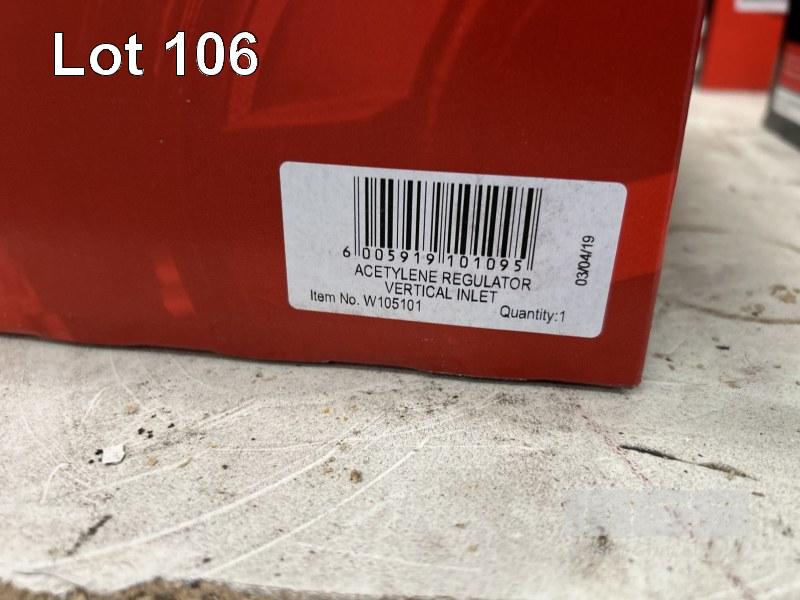 Lot 106
6 005919 101095
ACETYLENE REGULATOR
VERTICAL INLET
Item No. W105101
Quantity:1
03/04/19